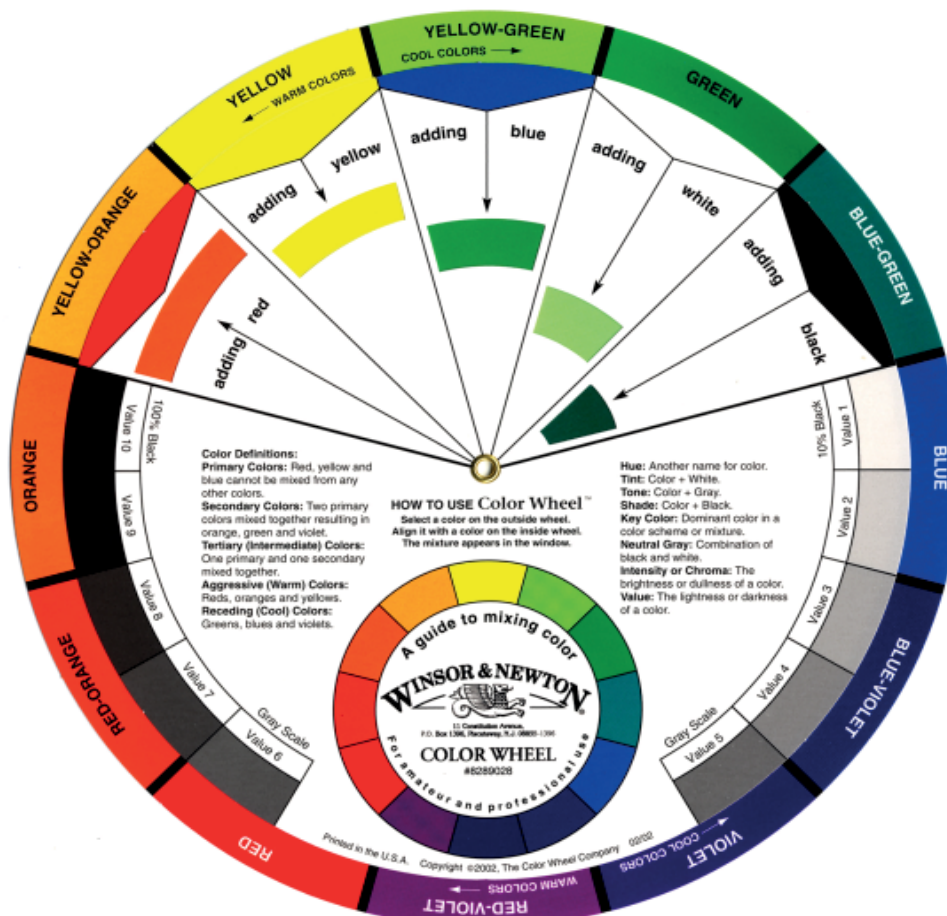 YELLOW-GREEN
COOL COLORS
YELLOW
WARM COLORS
GREEN
YELLOW-ORANGE
BLUE-GREEN
ORANGE
BLUE
RED-ORANGE
BLUE-VIOLET
RED
VIOLET
COOL COLORS
RED-VIOLET
WARM COLORS
adding red
adding yellow
adding blue
adding white
adding black
100% Black
Value 10
Value 9
Value 8
Value 7
Value 6
Gray Scale
10% Black
Value 1
Value 2
Value 3
Value 4
Value 5
Gray Scale
Color Definitions:
Primary Colors: Red, yellow and
blue cannot be mixed from any
other colors.
Secondary Colors: Two primary
colors mixed together resulting in
orange, green and violet.
Tertiary (Intermediate) Colors:
One primary and one secondary
mixed together.
Aggressive (Warm) Colors:
Reds, oranges and yellows.
Receding (Cool) Colors:
Greens, blues and violets.
HOW TO USE Color Wheel™
Select a color on the outside wheel.
Align it with a color on the inside wheel.
The mixture appears in the window.
Hue: Another name for color.
Tint: Color + White.
Tone: Color + Gray.
Shade: Color + Black.
Key Color: Dominant color in a
color scheme or mixture.
Neutral Gray: Combination of
black and white.
Intensity or Chroma: The
brightness or dullness of a color.
Value: The lightness or darkness
of a color.
A guide to mixing color
WINSOR & NEWTON®
11 Constitution Avenue,
P.O. Box 1396, Piscataway, N.J. 08855-1396
COLOR WHEEL
#8289028
For amateur and professional use
Printed in the U.S.A. Copyright ©2002, The Color Wheel Company 02/02